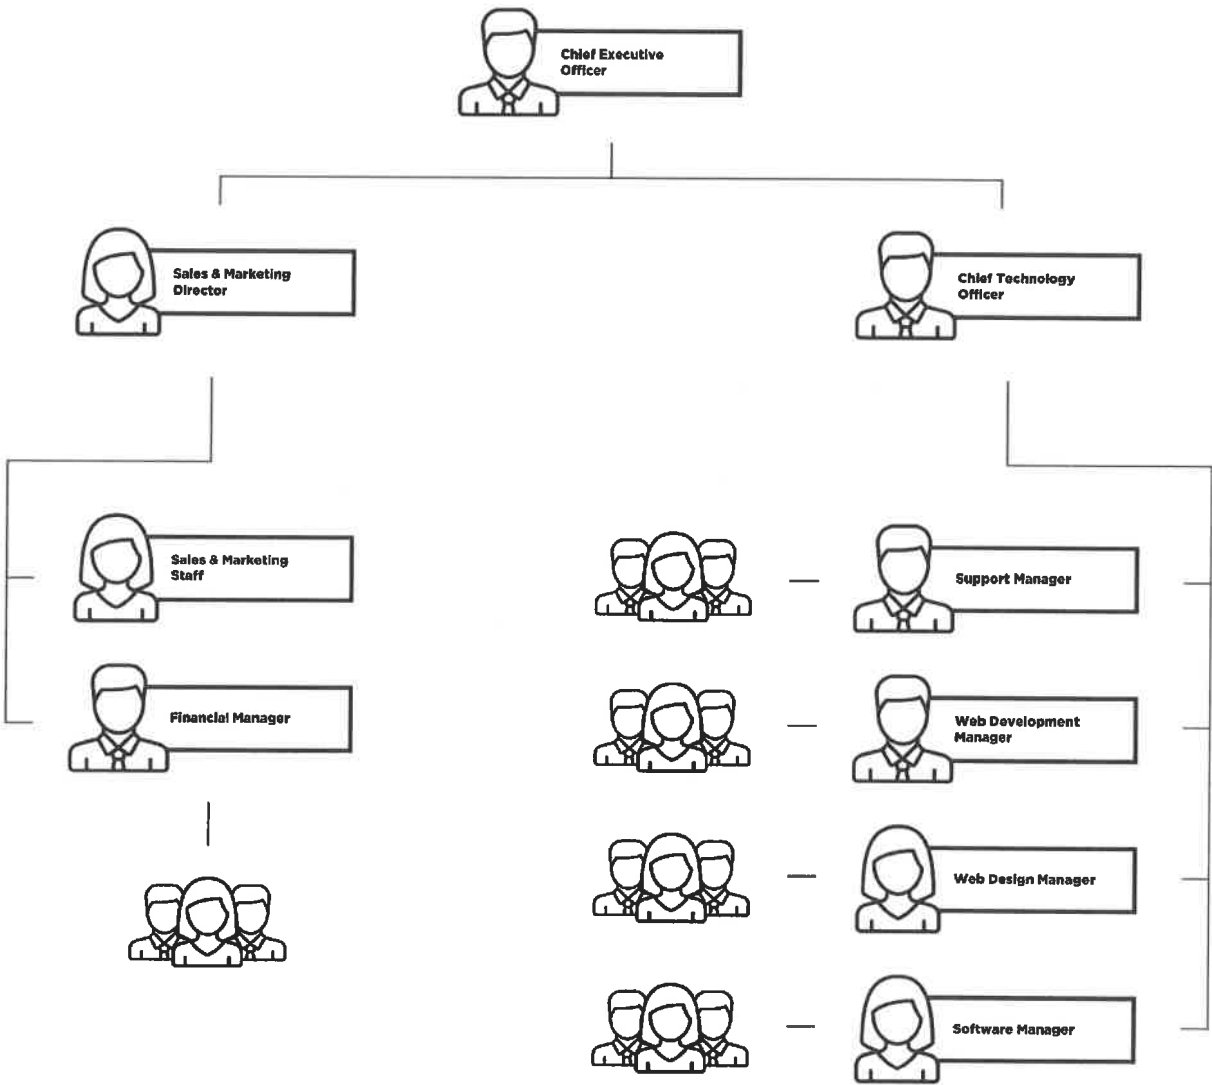 Chief Executive
Officer
Sales & Marketing
Director
Chief Technology
Officer
Sales & Marketing
Staff
Support Manager
Financial Manager
Web Development
Manager
Web Design Manager
Software Manager